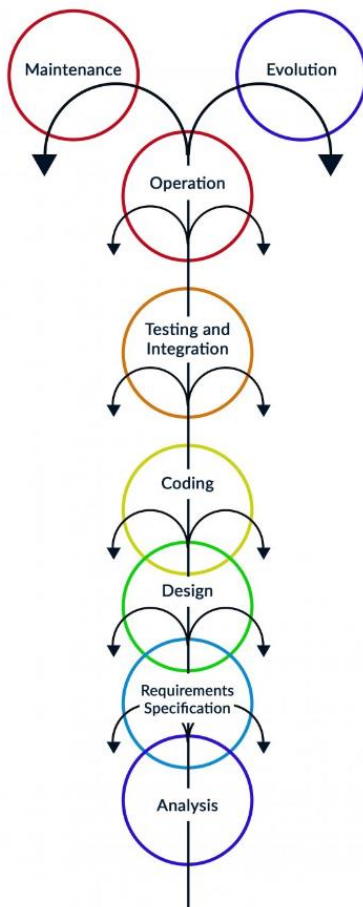 Maintenance
Evolution
Operation
Testing and
Integration
Coding
Design
Requirements
Specification
Analysis